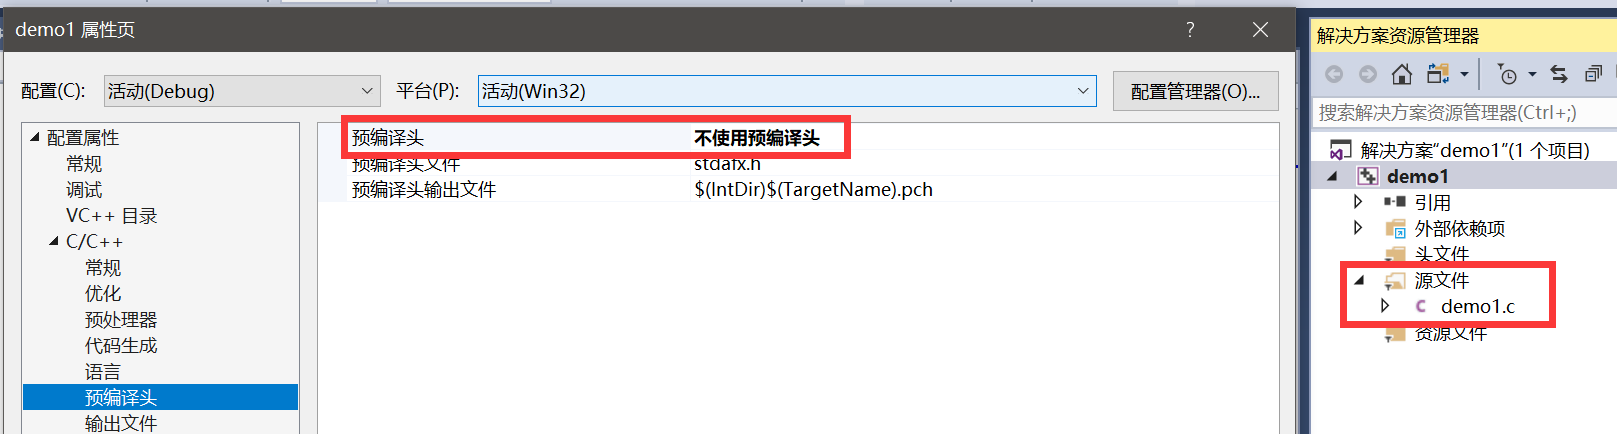 demo1 属性页
?
配置(C):
活动(Debug)
平台(P):
活动(Win32)
配置管理器(O)...
配置属性
常规
调试
VC++ 目录
C/C++
常规
优化
预处理器
代码生成
语言
预编译头
输出文件
预编译头 不使用预编译头
预编译头文件 stdafx.h
预编译头输出文件 $(IntDir)$(TargetName).pch
解决方案资源管理器
搜索解决方案资源管理器(Ctrl+;)
解决方案"demo1"(1 个项目)
demo1
引用
外部依赖项
头文件
源文件
C demo1.c
资源文件